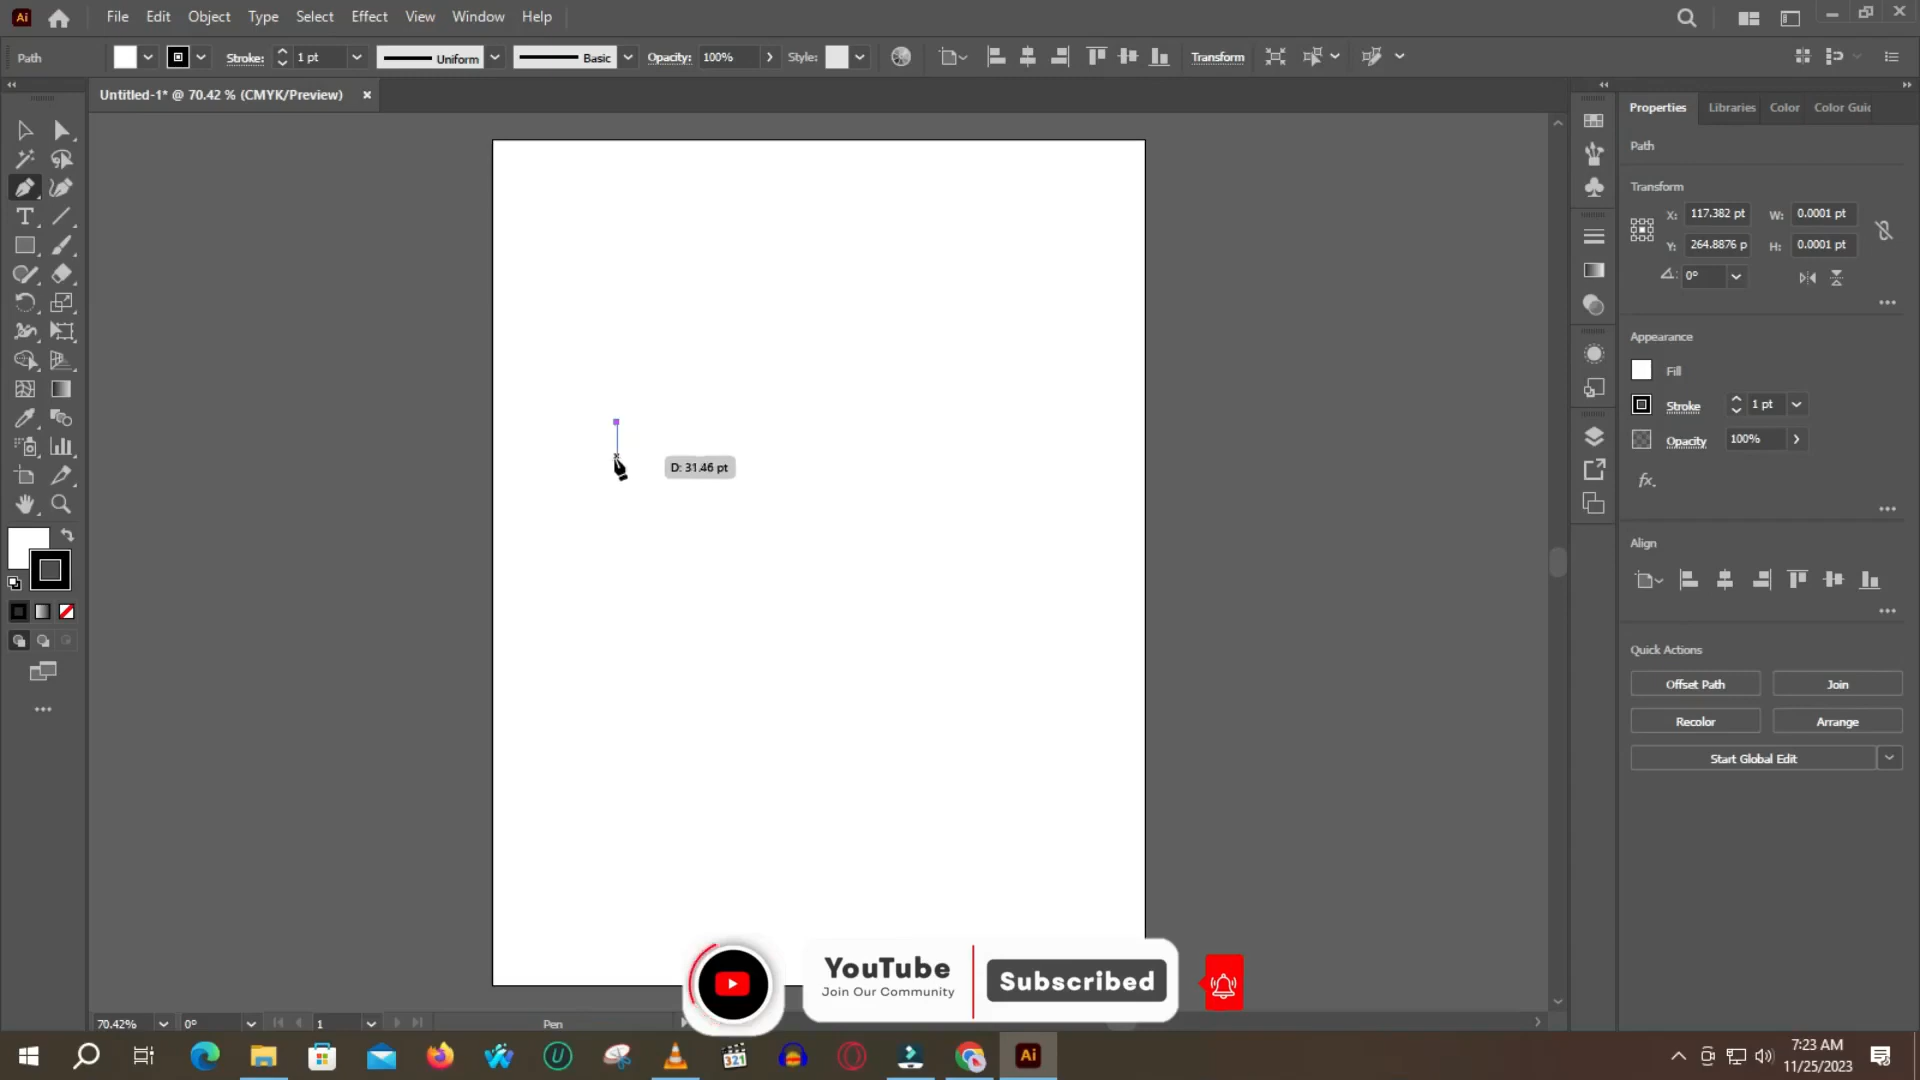 Ai File Edit Object Type Select Effect View Window Help
Path Stroke: 1 pt Uniform Basic Opacity: 100% Style: Transform
Untitled-1* @ 70.42 % (CMYK/Preview) ×
Properties Libraries Color Color Guid
Path
Transform
X: 117.382 pt W: 0.0001 pt
Y: 264.8876 p H: 0.0001 pt
0°
Appearance
Fill
Stroke 1 pt
Opacity 100%
fx.
Align
Quick Actions
Offset Path Join
Recolor Arrange
Start Global Edit
D: 31.46 pt
YouTube
Join Our Community
Subscribed
70.42% 0° 1 Pen
321
Ai
7:23 AM
11/25/2023